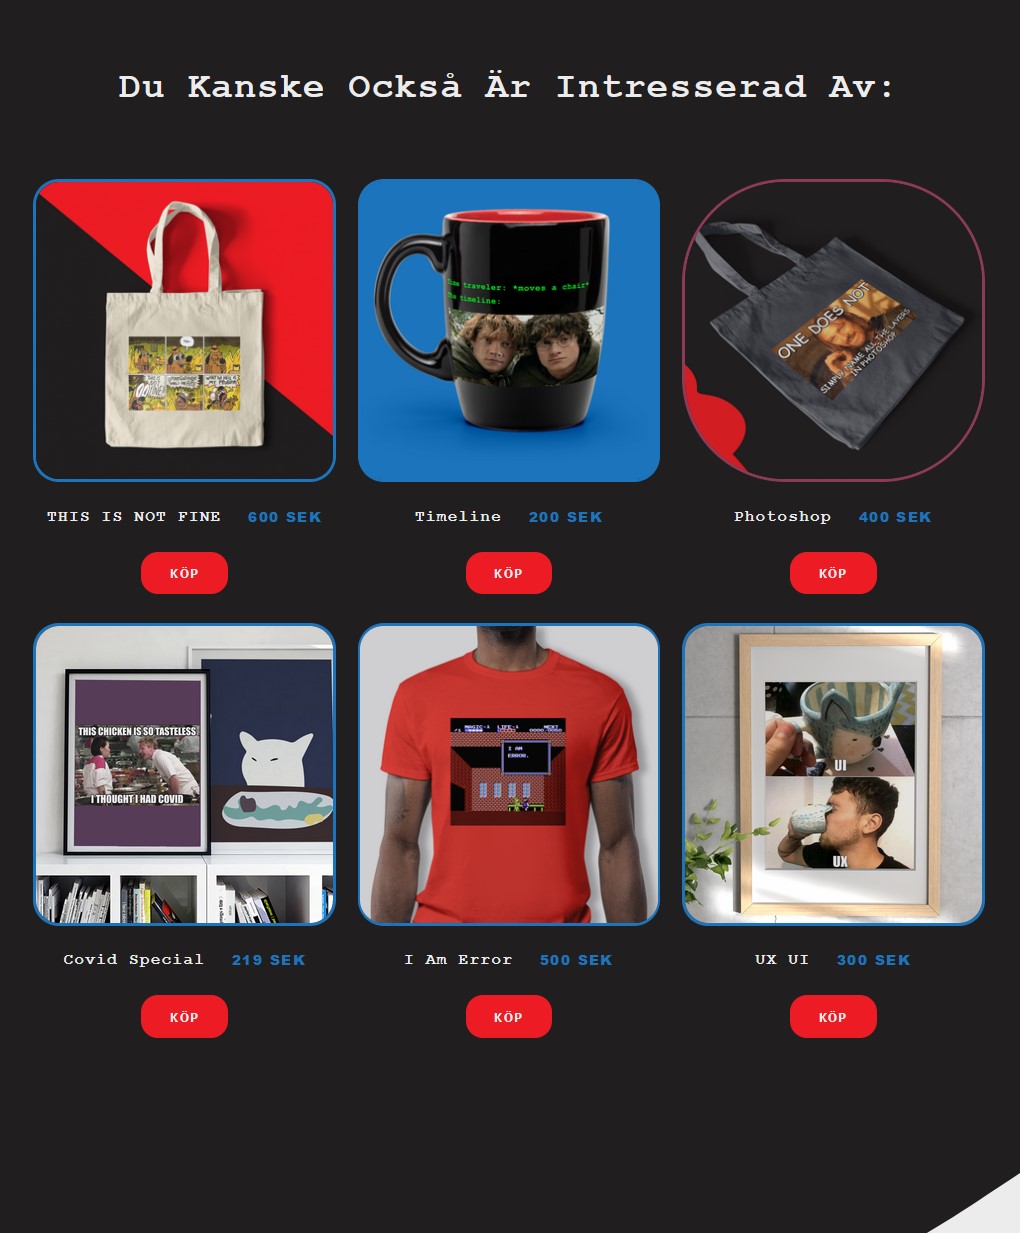 Du Kanske Också Är Intresserad Av:
time traveler: *moves a chair*
The timeline:
ONE DOES NOT
SIMPLY NAME ALL THE LAYERS
IN PHOTOSHOP
THIS IS NOT FINE 600 SEK
Timeline 200 SEK
Photoshop 400 SEK
KÖP
KÖP
KÖP
THIS CHICKEN IS SO TASTELESS
I THOUGHT I HAD COVID
MAGIC-1 LIFE-1 NEXT
I AM
ERROR.
UI
UX
Covid Special 219 SEK
I Am Error 500 SEK
UX UI 300 SEK
KÖP
KÖP
KÖP